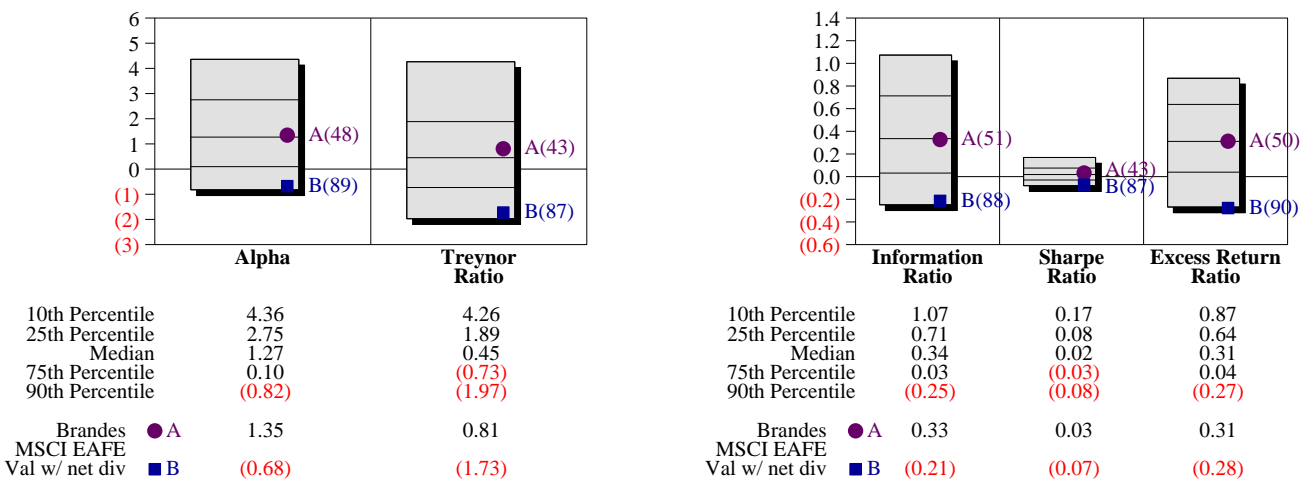 6
5
4
3
2
1
0
(1)
(2)
(3)
A(48)
B(89)
A(43)
B(87)
Alpha
Treynor
Ratio
10th Percentile 4.36 4.26
25th Percentile 2.75 1.89
Median 1.27 0.45
75th Percentile 0.10 (0.73)
90th Percentile (0.82) (1.97)
Brandes A 1.35 0.81
MSCI EAFE
Val w/ net div B (0.68) (1.73)
1.4
1.2
1.0
0.8
0.6
0.4
0.2
0.0
(0.2)
(0.4)
(0.6)
A(51)
B(88)
A(43)
B(87)
A(50)
B(90)
Information Sharpe Excess Return
Ratio Ratio Ratio
10th Percentile 1.07 0.17 0.87
25th Percentile 0.71 0.08 0.64
Median 0.34 0.02 0.31
75th Percentile 0.03 (0.03) 0.04
90th Percentile (0.25) (0.08) (0.27)
Brandes A 0.33 0.03 0.31
MSCI EAFE
Val w/ net div B (0.21) (0.07) (0.28)